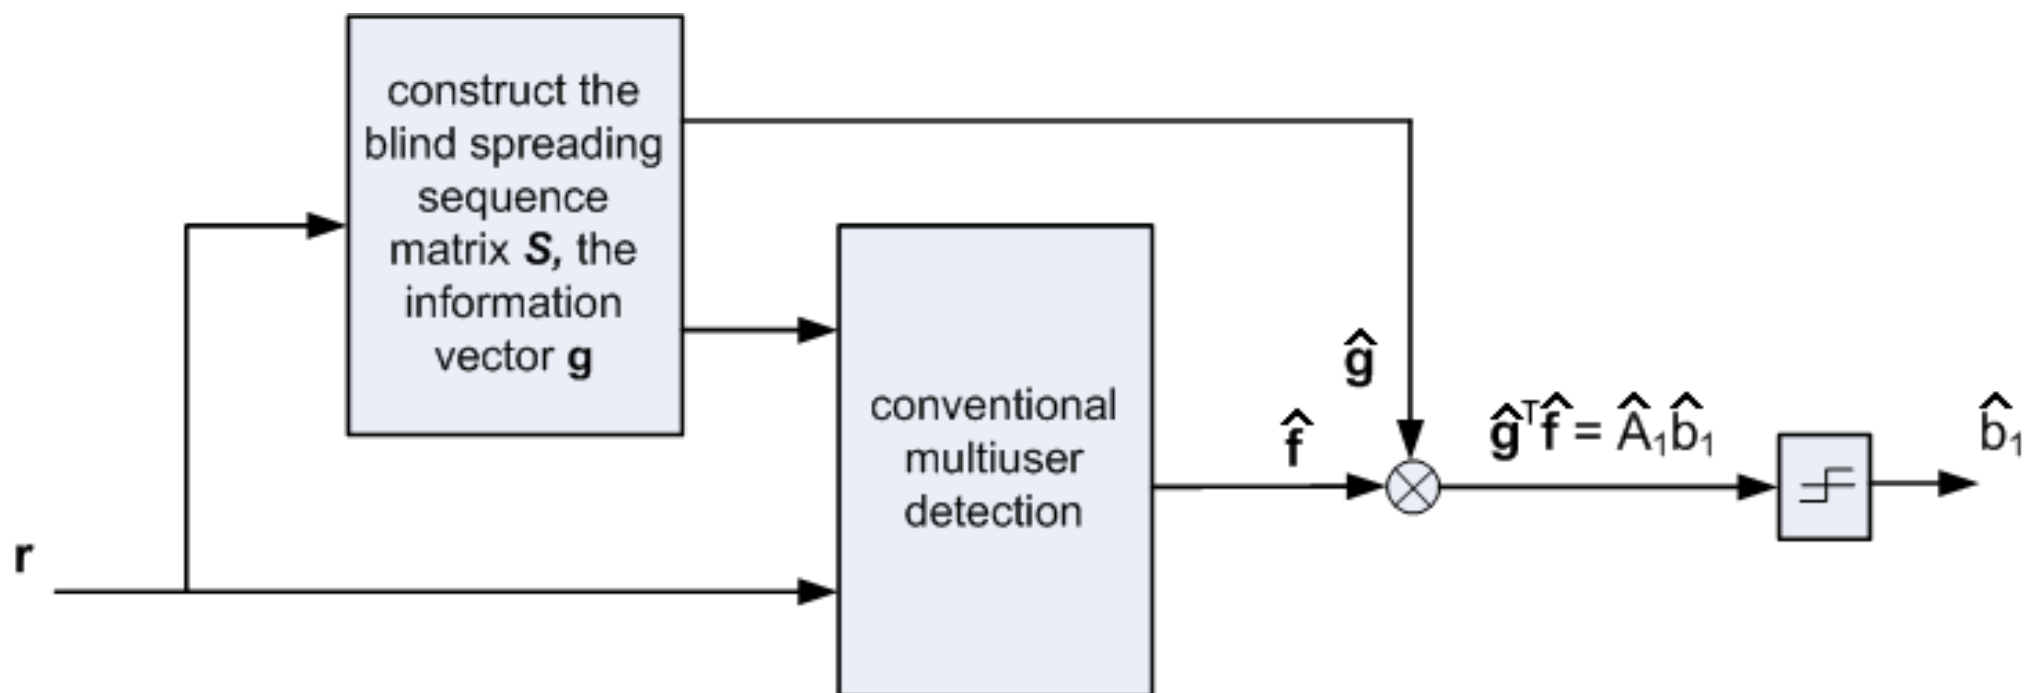 construct the
blind spreading
sequence
matrix S, the
information
vector g
conventional
multiuser
detection
r
ĝ
f̂
ĝᵀf̂ = Â₁b̂₁
b̂₁